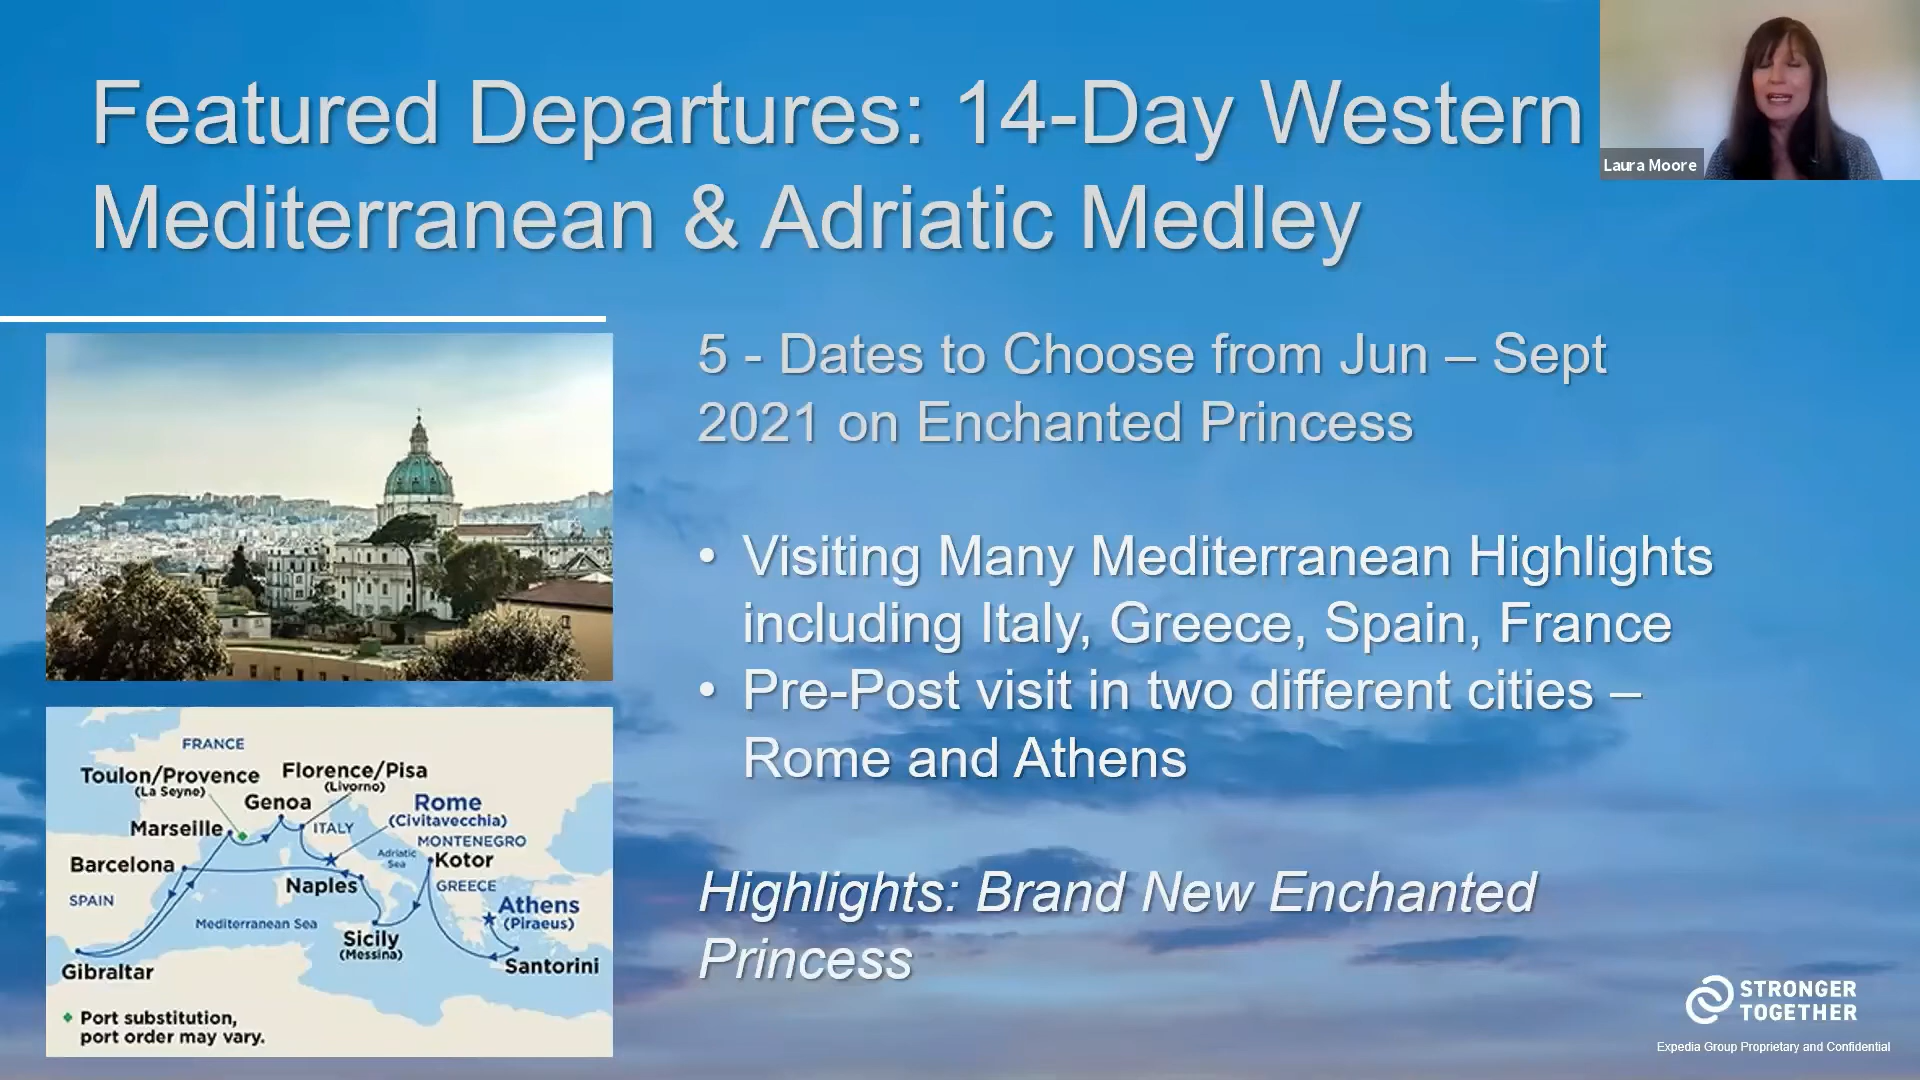 Featured Departures: 14-Day Western
Mediterranean & Adriatic Medley
Laura Moore
5 - Dates to Choose from Jun – Sept
2021 on Enchanted Princess
• Visiting Many Mediterranean Highlights
including Italy, Greece, Spain, France
• Pre-Post visit in two different cities –
Rome and Athens
Highlights: Brand New Enchanted
Princess
FRANCE
Toulon/Provence
(La Seyne)
Florence/Pisa
(Livorno)
Genoa
Rome
(Civitavecchia)
Marseille
ITALY
MONTENEGRO
Adriatic
Sea
Kotor
Barcelona
Naples
GREECE
SPAIN
Athens
(Piraeus)
Mediterranean Sea
Sicily
(Messina)
Gibraltar
Santorini
Port substitution,
port order may vary.
STRONGER
TOGETHER
Expedia Group Proprietary and Confidential